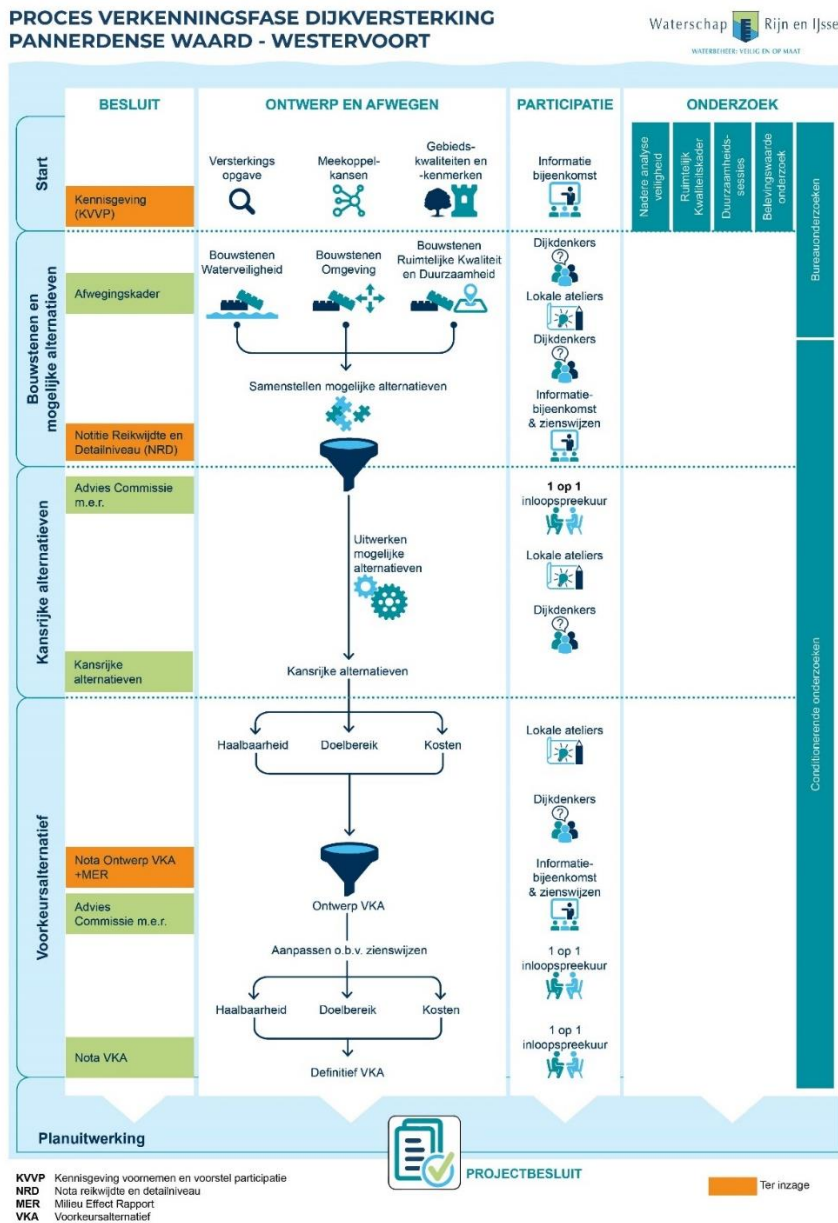 PROCES VERKENNINGSFASE DIJKVERSTERKING
PANNERDENSE WAARD - WESTERVOORT
Waterschap Rijn en IJssel
WATERBEHEER: VEILIG EN OP MAAT
BESLUIT
ONTWERP EN AFWEGEN
PARTICIPATIE
ONDERZOEK
Start
Kennisgeving
(KVVP)
Versterkings
opgave
Meekoppel-
kansen
Gebieds-
kwaliteiten en
-kenmerken
Informatie
bijeenkomst
Nadere analyse
veiligheid
Ruimtelijk
Kwaliteitskader
Duurzaamheids-
sessies
Belevingswaarde
onderzoek
Bureauonderzoeken
Bouwstenen en
mogelijke alternatieven
Afwegingskader
Bouwstenen
Waterveiligheid
Bouwstenen
Omgeving
Bouwstenen
Ruimtelijke Kwaliteit
en Duurzaamheid
Dijkdenkers
Lokale ateliers
Dijkdenkers
Samenstellen mogelijke alternatieven
Informatie-
bijeenkomst
& zienswijzen
Notitie Reikwijdte en
Detailniveau (NRD)
Conditionerende onderzoeken
Kansrijke alternatieven
Advies Commissie
m.e.r.
1 op 1
inloopspreekuur
Uitwerken
mogelijke
alternatieven
Lokale ateliers
Dijkdenkers
Kansrijke
alternatieven
Kansrijke alternatieven
Voorkeursalternatief
Haalbaarheid
Doelbereik
Kosten
Lokale ateliers
Dijkdenkers
Nota Ontwerp VKA
+MER
Informatie-
bijeenkomst
& zienswijzen
Advies
Commissie m.e.r.
Ontwerp VKA
Aanpassen o.b.v. zienswijzen
1 op 1
inloopspreekuur
Haalbaarheid
Doelbereik
Kosten
1 op 1
inloopspreekuur
Nota VKA
Definitief VKA
Planuitwerking
PROJECTBESLUIT
KVVP Kennisgeving voornemen en voorstel participatie
NRD Nota reikwijdte en detailniveau
MER Milieu Effect Rapport
VKA Voorkeursalternatief
Ter inzage